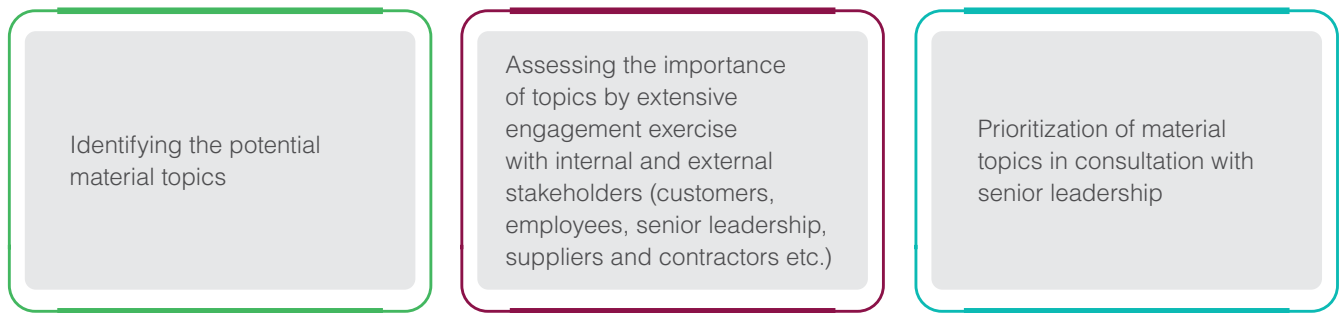 Identifying the potential
material topics
Assessing the importance
of topics by extensive
engagement exercise
with internal and external
stakeholders (customers,
employees, senior leadership,
suppliers and contractors etc.)
Prioritization of material
topics in consultation with
senior leadership